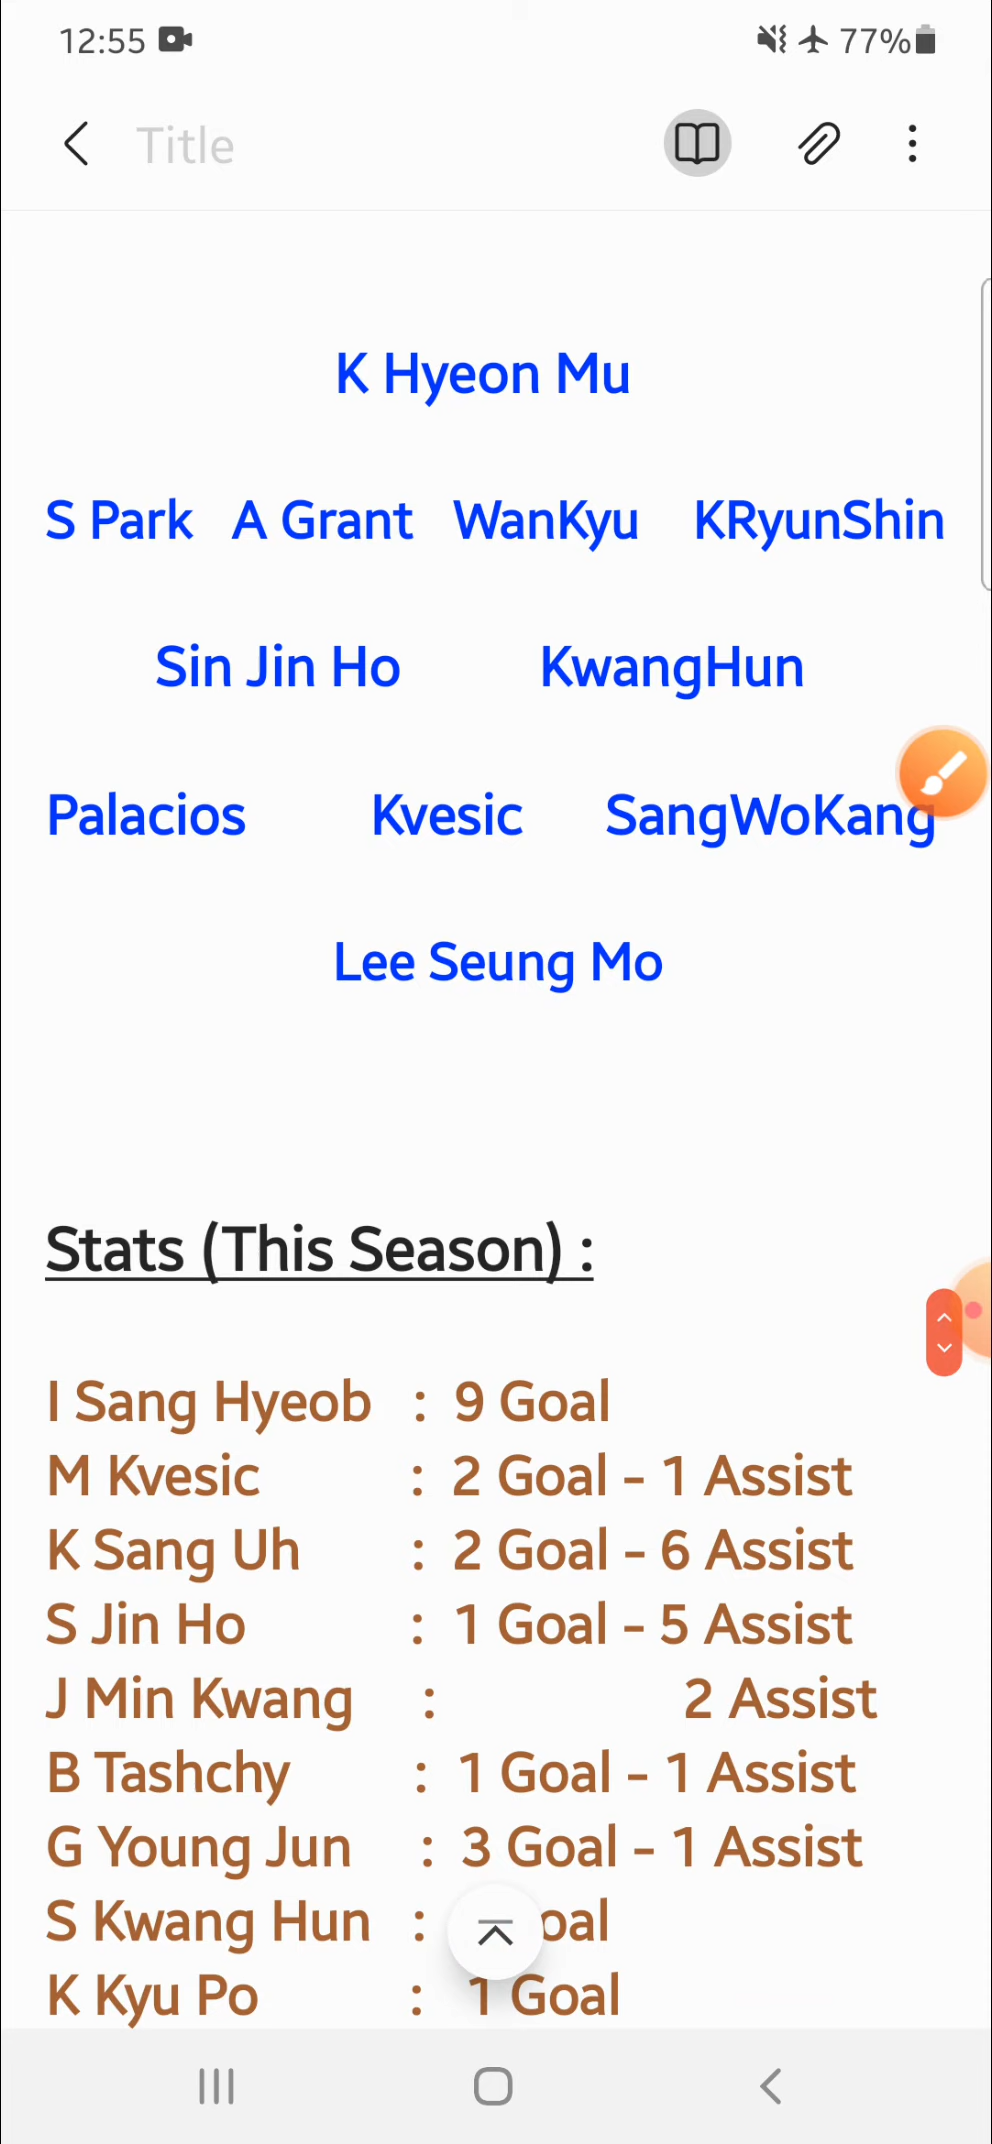 12:55 77%
Title
K Hyeon Mu
S Park A Grant WanKyu KRyunShin
Sin Jin Ho KwangHun
Palacios Kvesic SangWoKang
Lee Seung Mo
Stats (This Season) :
I Sang Hyeob : 9 Goal
M Kvesic : 2 Goal - 1 Assist
K Sang Uh : 2 Goal - 6 Assist
S Jin Ho : 1 Goal - 5 Assist
J Min Kwang : 2 Assist
B Tashchy : 1 Goal - 1 Assist
G Young Jun : 3 Goal - 1 Assist
S Kwang Hun :
K Kyu Po : 1 Goal